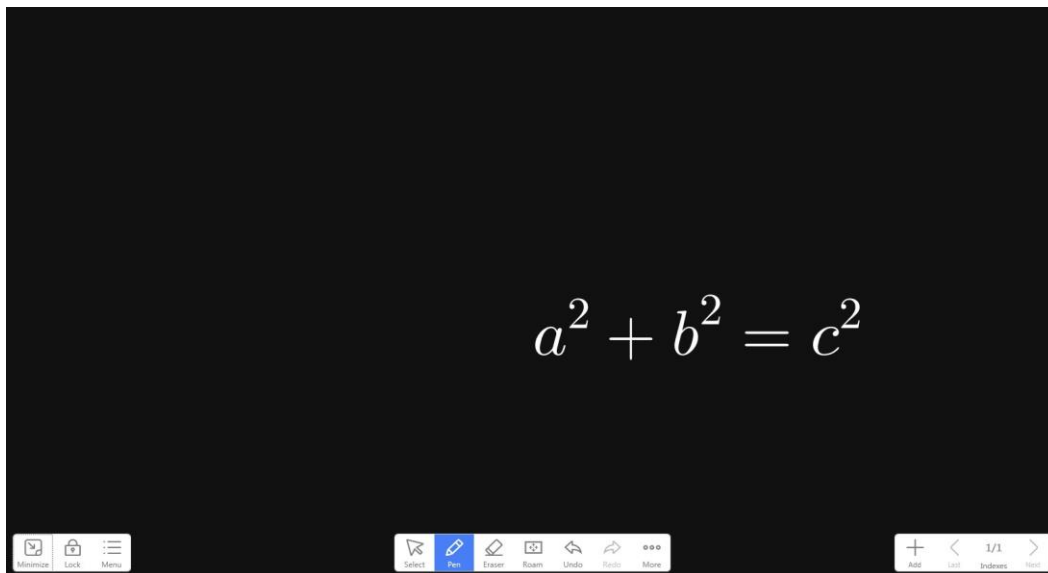 a² + b² = c²
Minimize Lock Menu Select Pen Eraser Roam Undo Redo More Add Last 1/1 Indexes Next